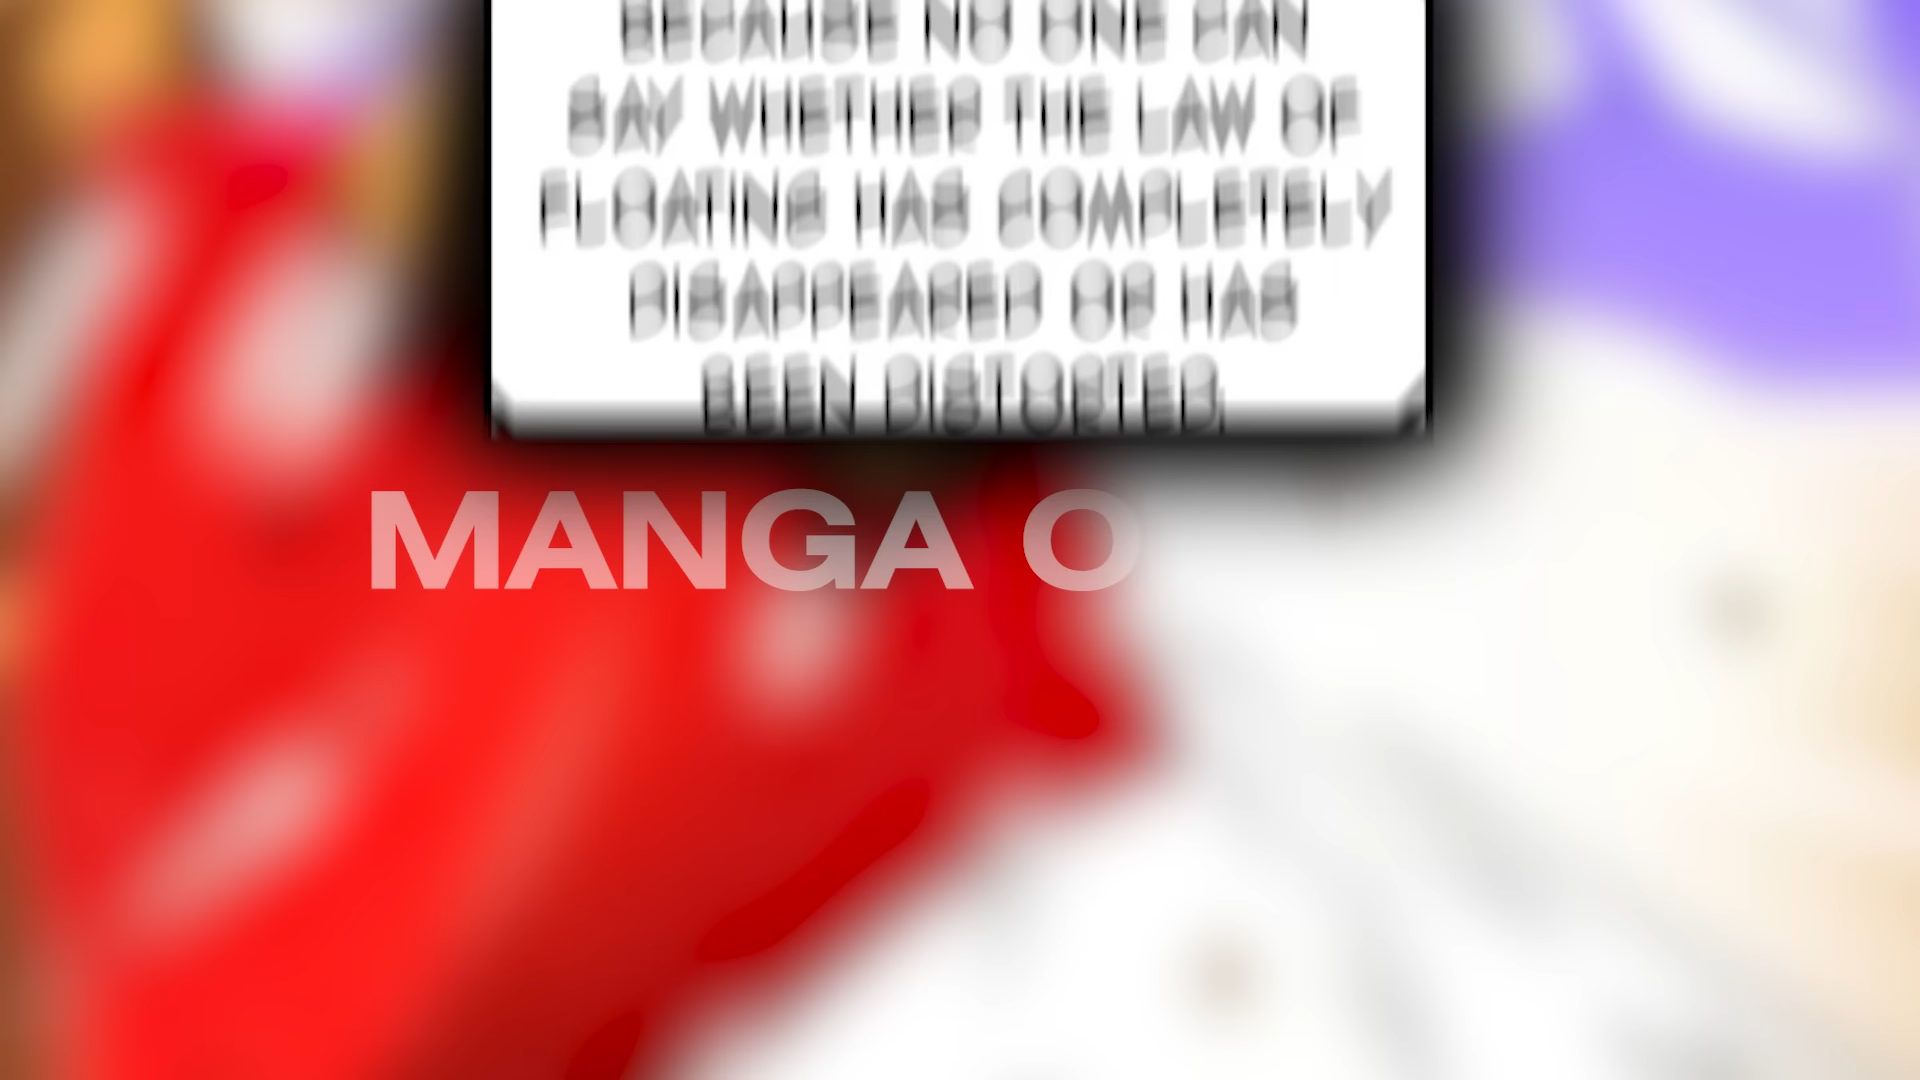 BECAUSE NO ONE CAN
SAY WHETHER THE LAW OF
FLOATING HAS COMPLETELY
DISAPPEARED OR HAS
BEEN DISTORTED.
MANGA O